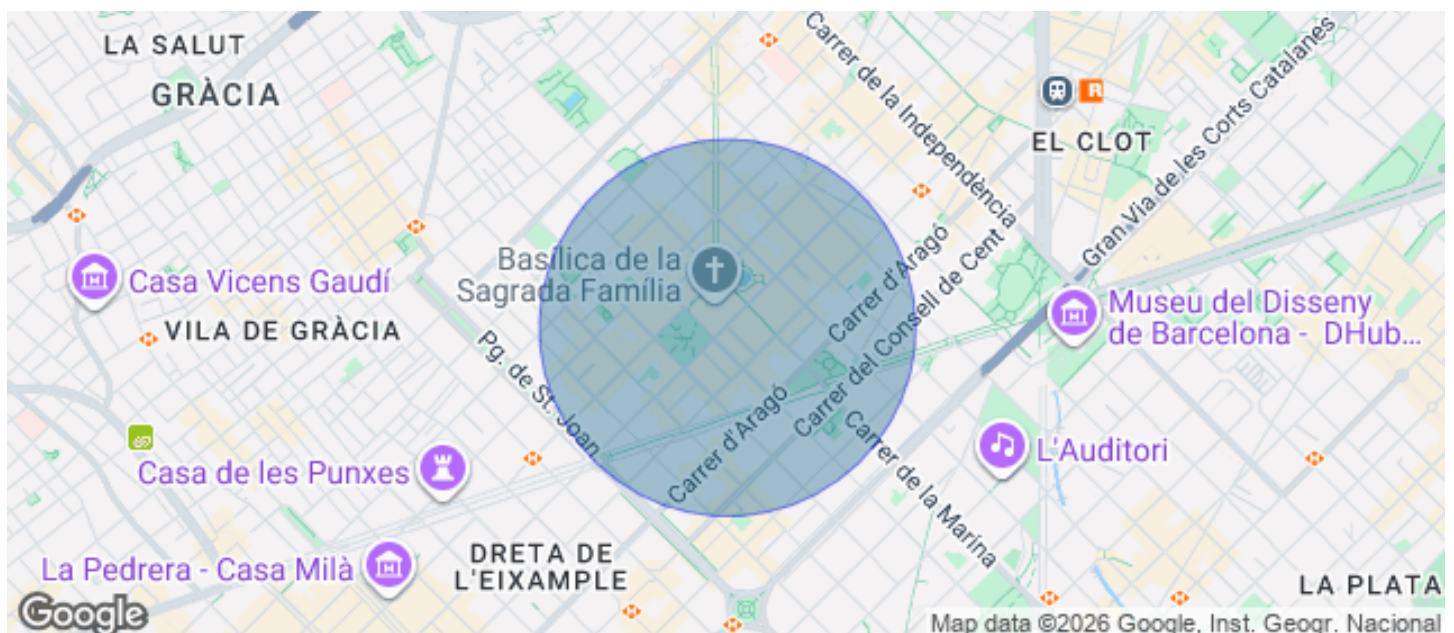 LA SALUT
GRÀCIA
Carrer de la Independència
R
EL CLOT
Gran Via de les Corts Catalanes
Basílica de la
Sagrada Família
Casa Vicens Gaudí
VILA DE GRÀCIA
Pg. de St. Joan
Carrer d'Aragó
Carrer del Consell de Cent
Museu del Disseny
de Barcelona - DHub...
Carrer d'Aragó
Carrer de la Marina
L'Auditori
Casa de les Punxes
DRETA DE
L'EIXAMPLE
La Pedrera - Casa Milà
LA PLATA
Google
Map data ©2026 Google, Inst. Geogr. Nacional